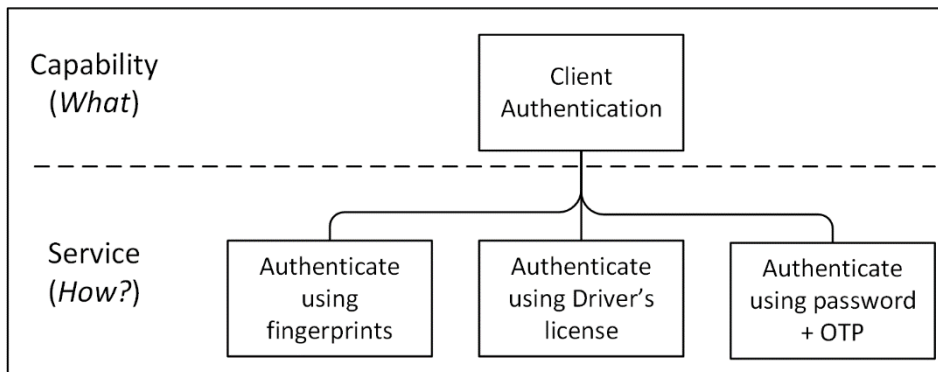 Capability
(What)
Client
Authentication
Service
(How?)
Authenticate
using
fingerprints
Authenticate
using Driver’s
license
Authenticate
using password
+ OTP